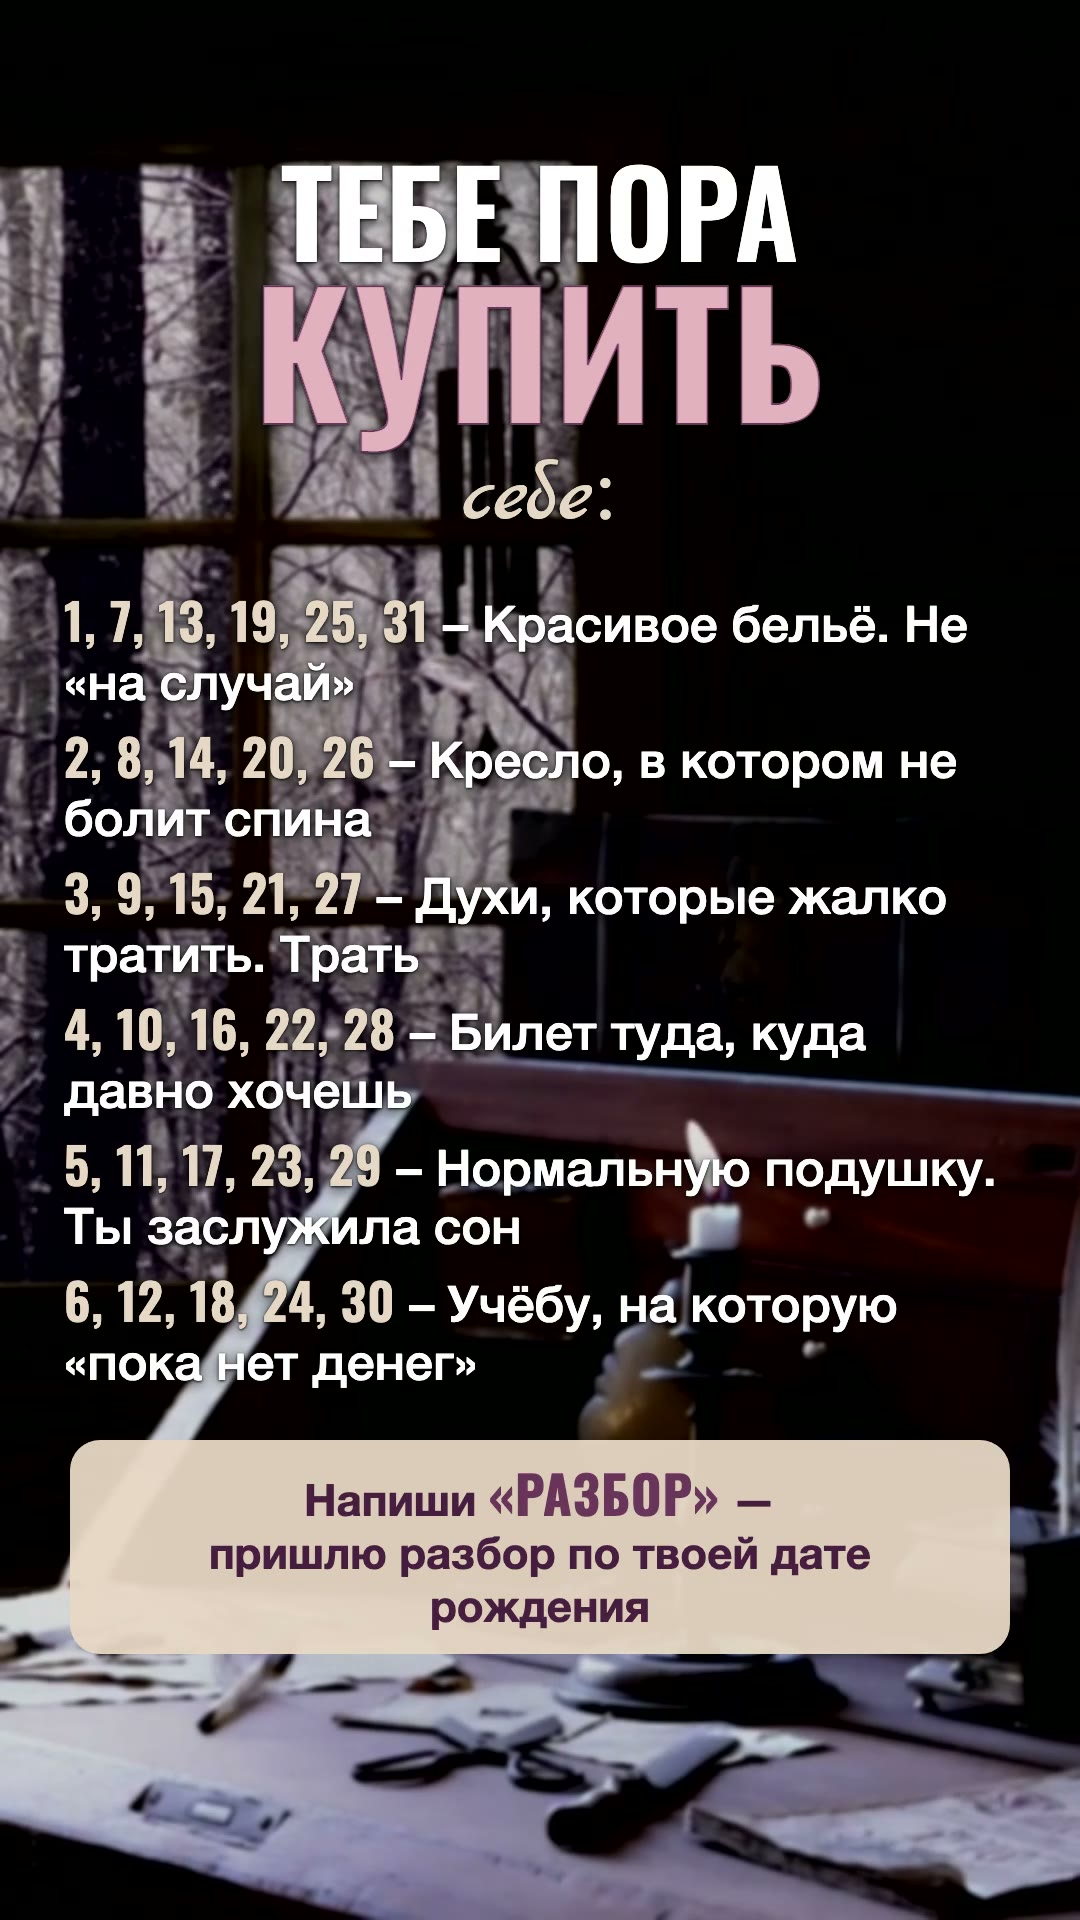 ТЕБЕ ПОРА
КУПИТЬ
себе:
1, 7, 13, 19, 25, 31 – Красивое бельё. Не
«на случай»
2, 8, 14, 20, 26 – Кресло, в котором не
болит спина
3, 9, 15, 21, 27 – Духи, которые жалко
тратить. Трать
4, 10, 16, 22, 28 – Билет туда, куда
давно хочешь
5, 11, 17, 23, 29 – Нормальную подушку.
Ты заслужила сон
6, 12, 18, 24, 30 – Учёбу, на которую
«пока нет денег»
Напиши «РАЗБОР» —
пришлю разбор по твоей дате
рождения